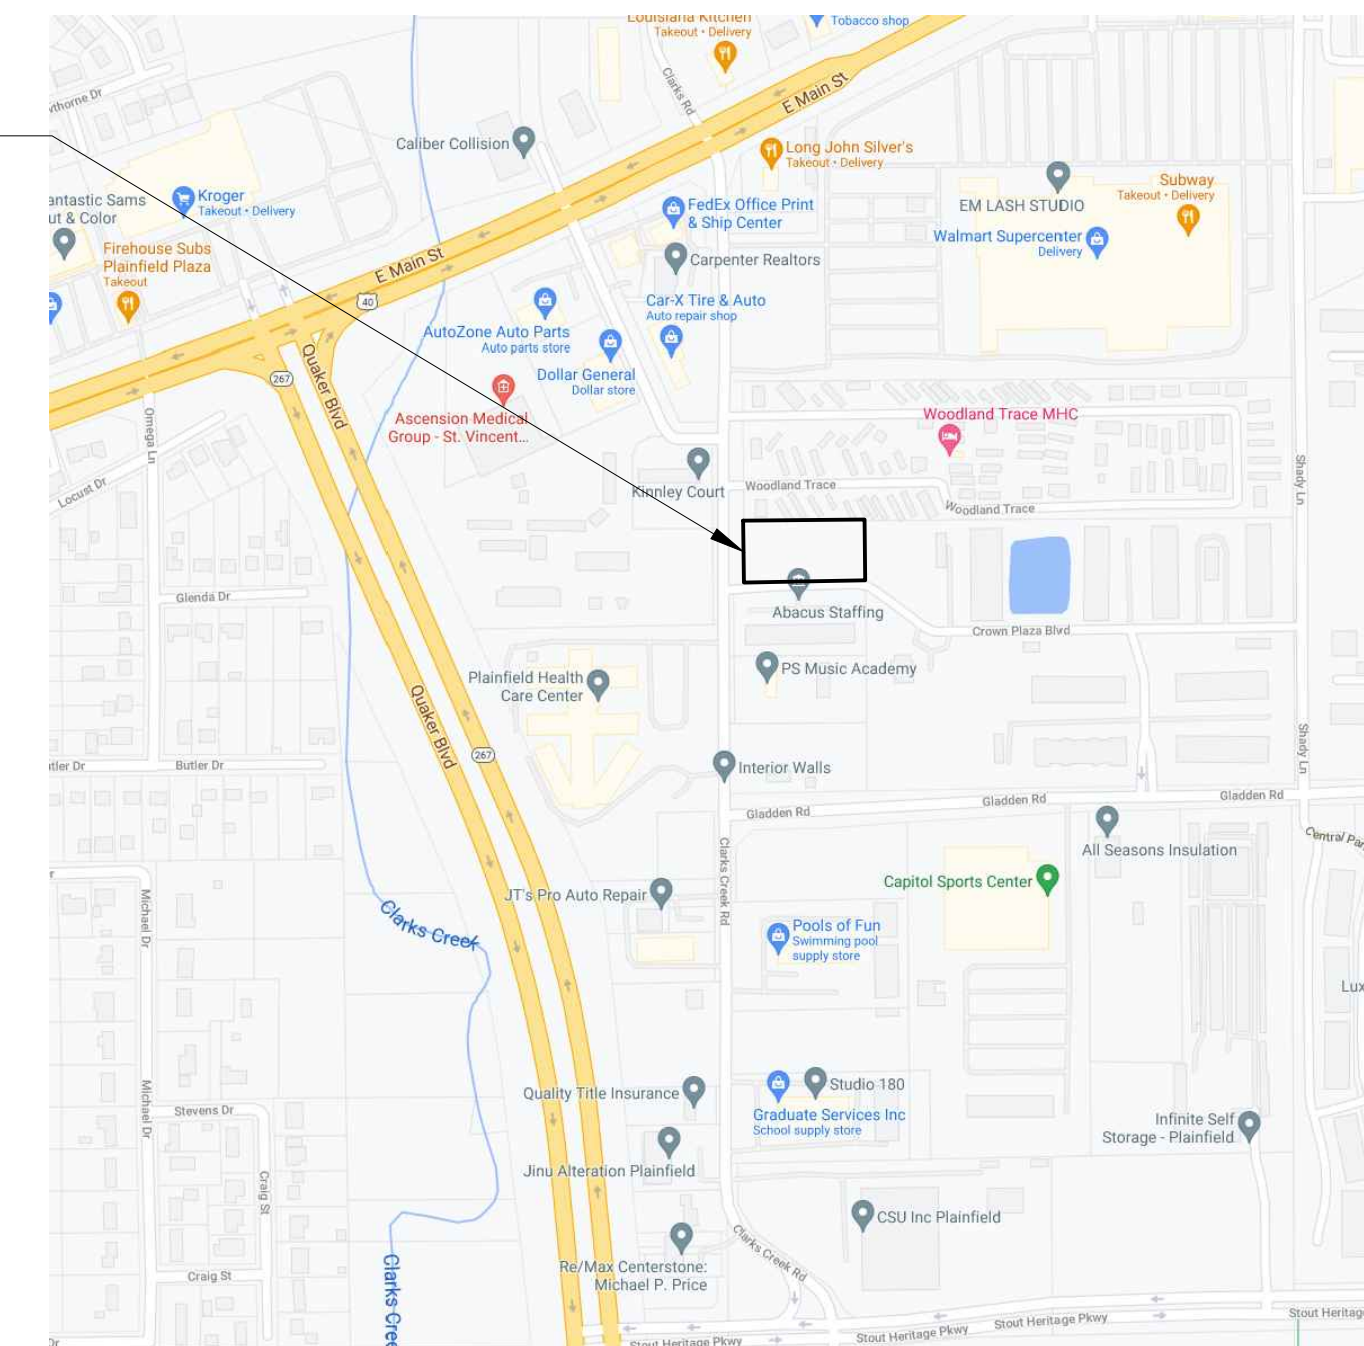 Louisiana Kitchen
Takeout • Delivery
Tobacco shop
Clarks Rd
E Main St
Caliber Collision
Long John Silver's
Takeout • Delivery
Kroger
Takeout • Delivery
antastic Sams
ut & Color
Firehouse Subs
Plainfield Plaza
Takeout
FedEx Office Print
& Ship Center
EM LASH STUDIO
Subway
Takeout • Delivery
Walmart Supercenter
Delivery
E Main St
40
Carpenter Realtors
Car-X Tire & Auto
Auto repair shop
AutoZone Auto Parts
Auto parts store
Dollar General
Dollar store
267
Quaker Blvd
Ascension Medical
Group - St. Vincent...
Woodland Trace MHC
Omega Ln
Locust Dr
Kinnley Court
Woodland Trace
Woodland Trace
Shady Ln
Glenda Dr
Abacus Staffing
Crown Plaza Blvd
PS Music Academy
Plainfield Health
Care Center
Quaker Blvd
267
Shady Ln
tler Dr
Butler Dr
Interior Walls
Gladden Rd
Gladden Rd
Gladden Rd
Clarks Creek Rd
All Seasons Insulation
Capitol Sports Center
JT's Pro Auto Repair
Michael Dr
Clarks Creek
Pools of Fun
Swimming pool
supply store
Lux
Michael Dr
Stevens Dr
Quality Title Insurance
Studio 180
Graduate Services Inc
School supply store
Infinite Self
Storage - Plainfield
Jinu Alteration Plainfield
Craig St
CSU Inc Plainfield
Clarks Creek Rd
Re/Max Centerstone:
Michael P. Price
Craig St
Clarks Cree
Stout Heritage Pkwy
Stout Heritage Pkwy
Stout Heritage Pkwy
Stout Heritag